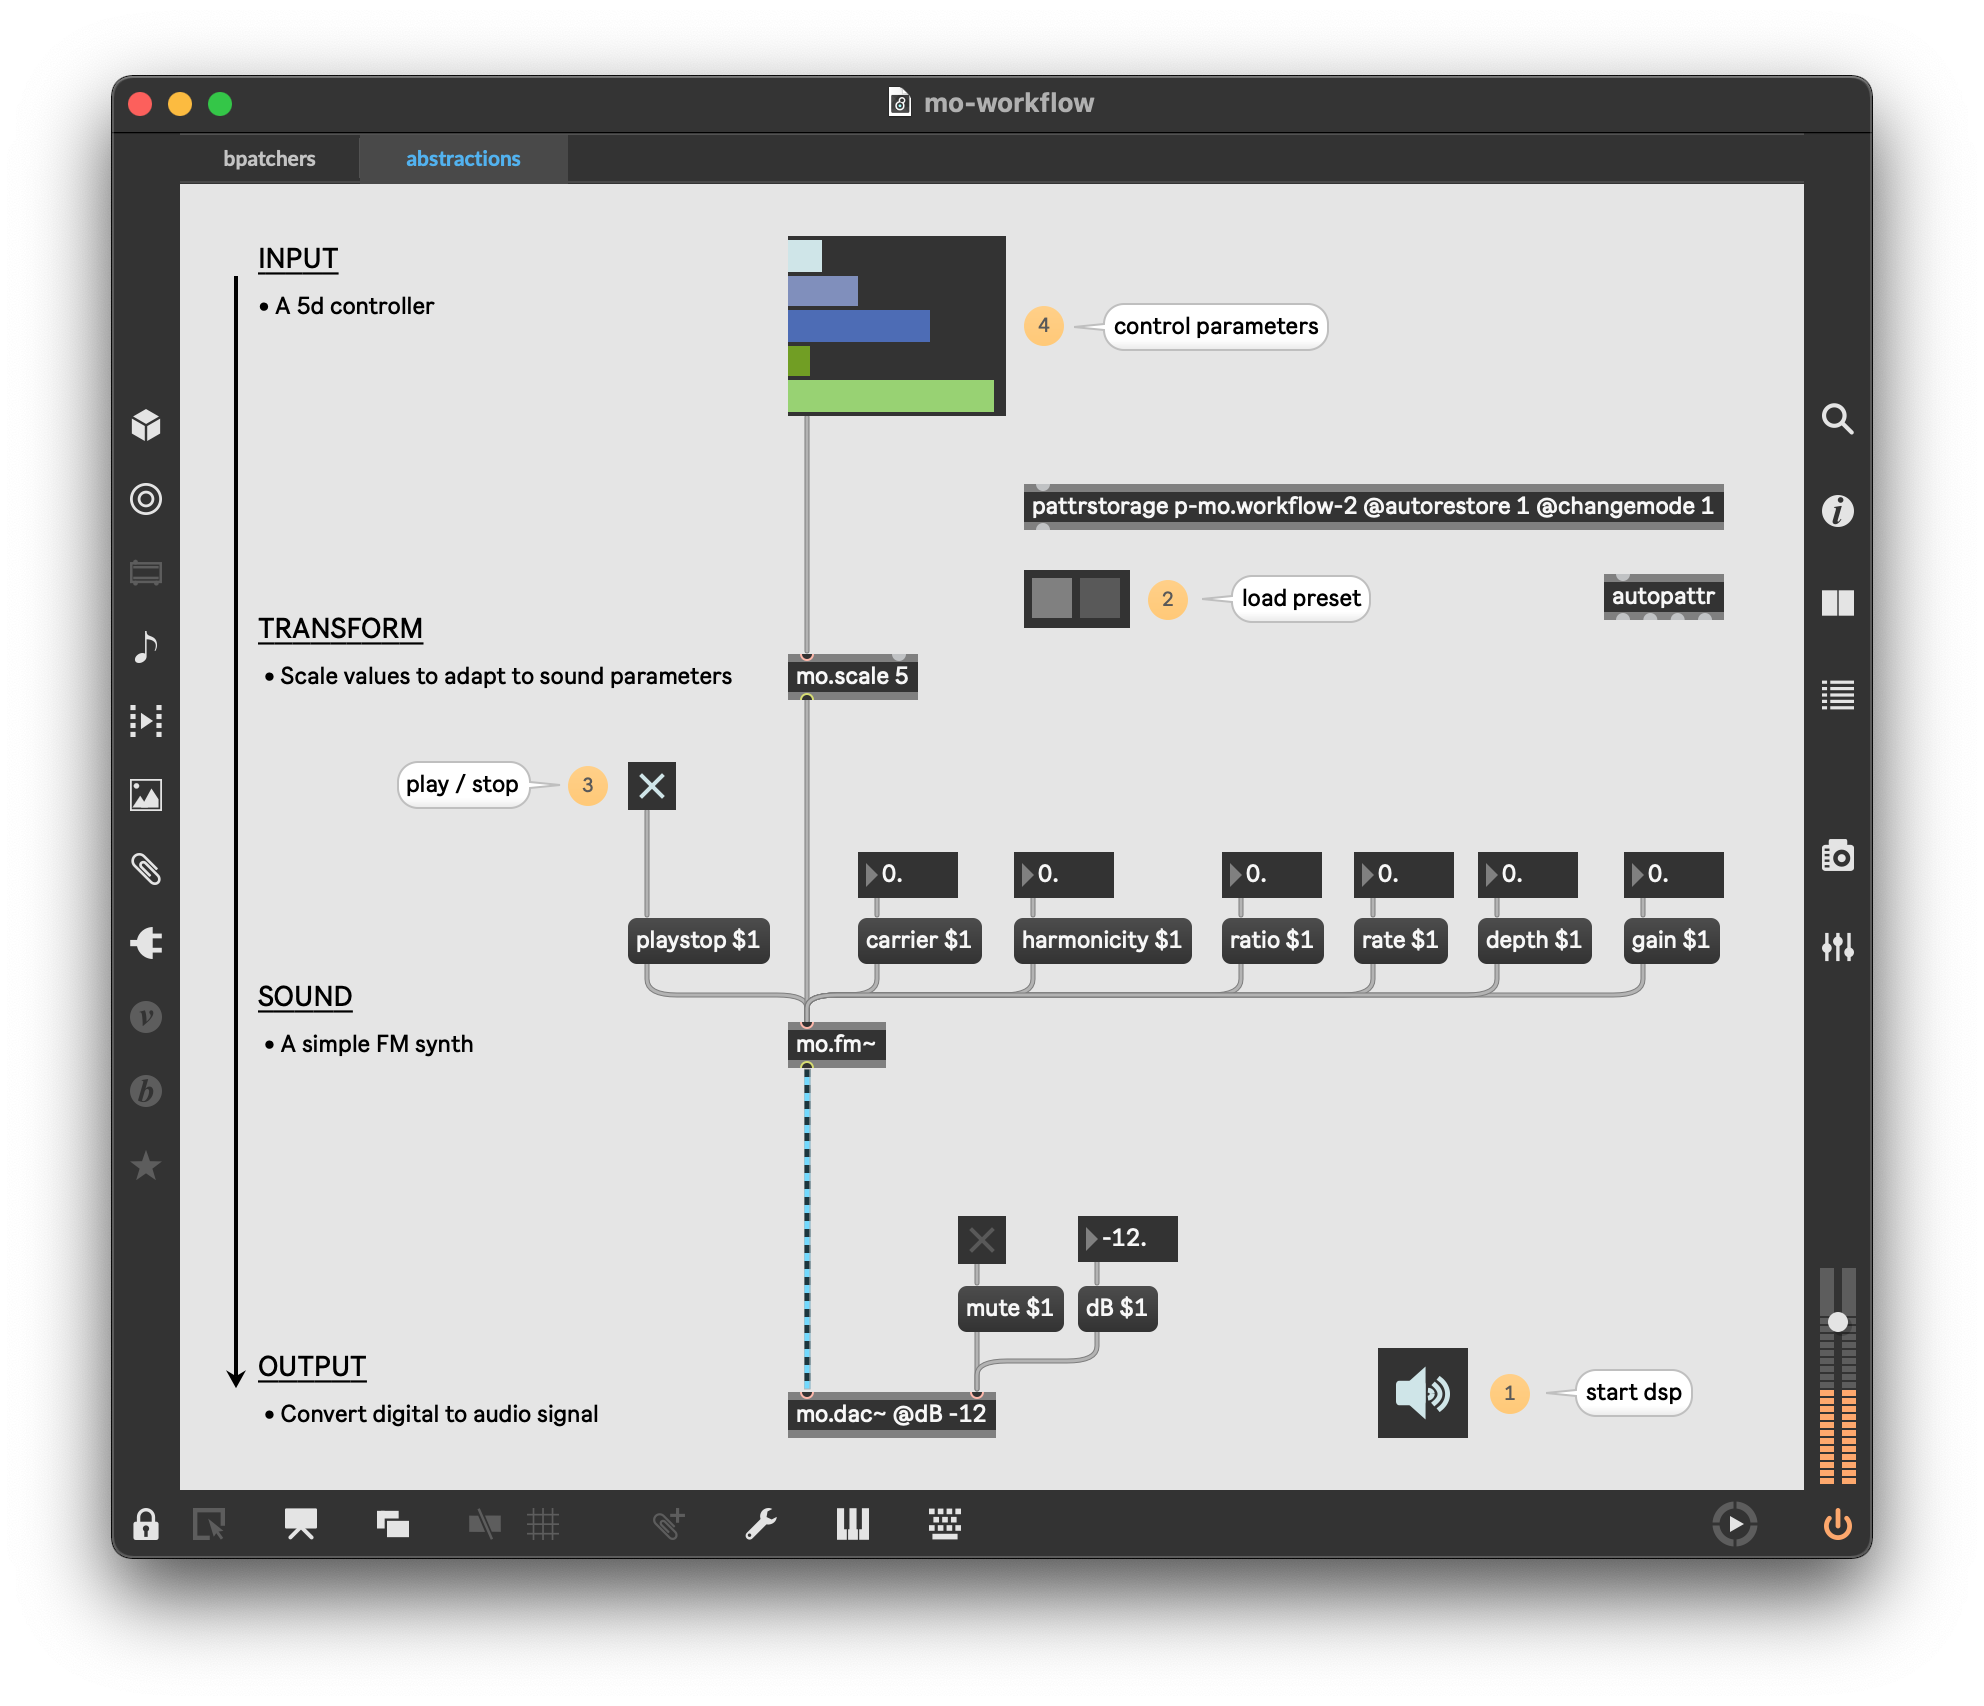 mo-workflow
bpatchers
abstractions
INPUT
• A 5d controller
4
control parameters
pattrstorage p-mo.workflow-2 @autorestore 1 @changemode 1
2
load preset
autopattr
TRANSFORM
• Scale values to adapt to sound parameters
mo.scale 5
play / stop
3
0.
0.
0.
0.
0.
0.
playstop $1
carrier $1
harmonicity $1
ratio $1
rate $1
depth $1
gain $1
SOUND
• A simple FM synth
mo.fm~
-12.
mute $1
dB $1
OUTPUT
• Convert digital to audio signal
mo.dac~ @dB -12
1
start dsp